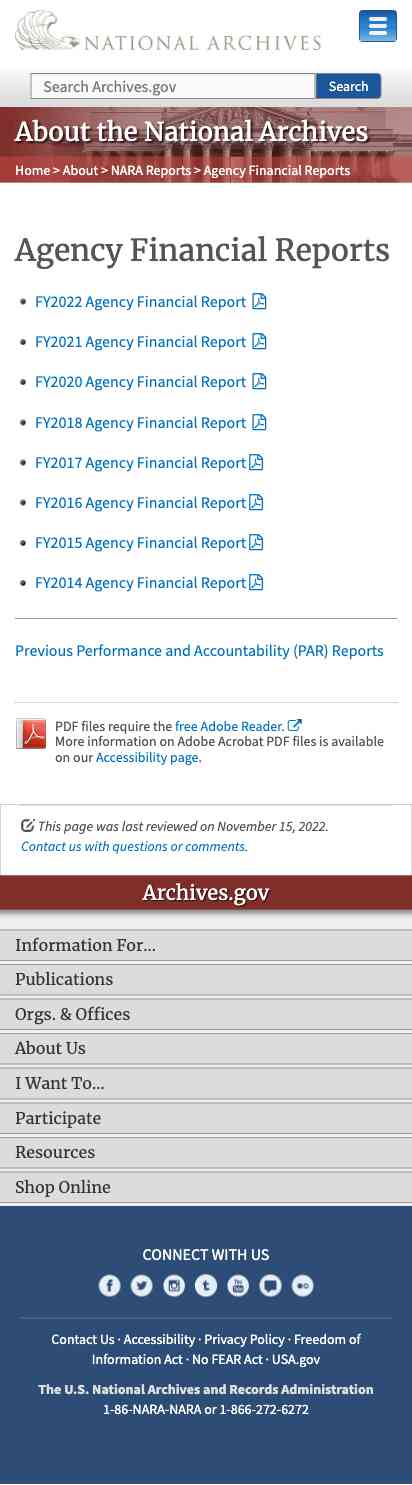 NATIONAL ARCHIVES
Search Archives.gov
Search
About the National Archives
Home > About > NARA Reports > Agency Financial Reports
Agency Financial Reports
FY2022 Agency Financial Report
FY2021 Agency Financial Report
FY2020 Agency Financial Report
FY2018 Agency Financial Report
FY2017 Agency Financial Report
FY2016 Agency Financial Report
FY2015 Agency Financial Report
FY2014 Agency Financial Report
Previous Performance and Accountability (PAR) Reports
PDF files require the free Adobe Reader.
More information on Adobe Acrobat PDF files is available
on our Accessibility page.
This page was last reviewed on November 15, 2022.
Contact us with questions or comments.
Archives.gov
Information For...
Publications
Orgs. & Offices
About Us
I Want To...
Participate
Resources
Shop Online
CONNECT WITH US
Contact Us · Accessibility · Privacy Policy · Freedom of
Information Act · No FEAR Act · USA.gov
The U.S. National Archives and Records Administration
1-86-NARA-NARA or 1-866-272-6272